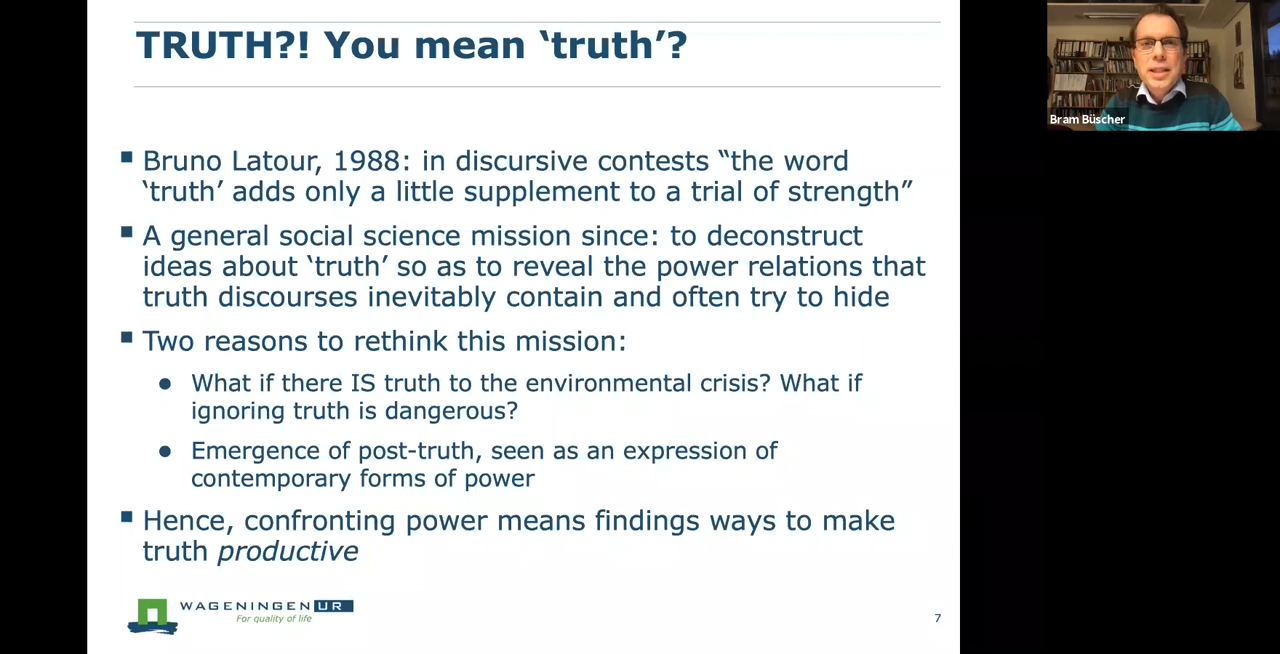 TRUTH?! You mean ‘truth’?
Bram Büscher
▪ Bruno Latour, 1988: in discursive contests “the word
‘truth’ adds only a little supplement to a trial of strength”
▪ A general social science mission since: to deconstruct
ideas about ‘truth’ so as to reveal the power relations that
truth discourses inevitably contain and often try to hide
▪ Two reasons to rethink this mission:
● What if there IS truth to the environmental crisis? What if
ignoring truth is dangerous?
● Emergence of post-truth, seen as an expression of
contemporary forms of power
▪ Hence, confronting power means findings ways to make
truth productive
WAGENINGEN UR
For quality of life
7